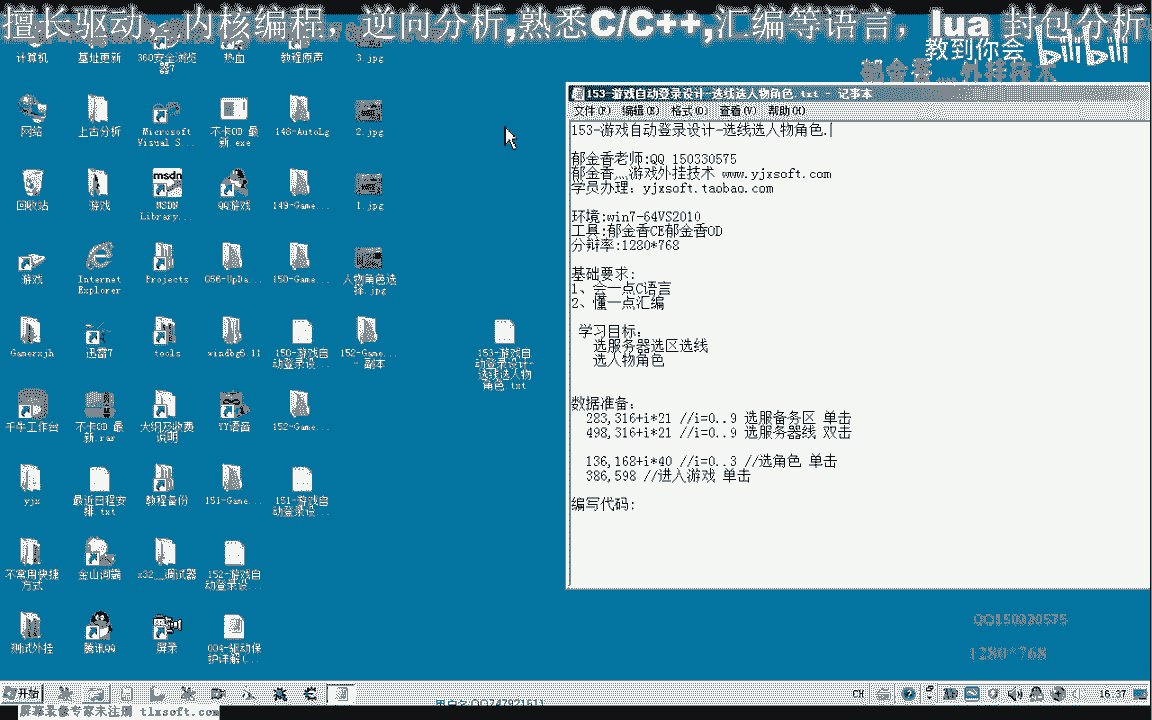 擅长驱动，内核编程，逆向分析,熟悉C/C++,汇编等语言，lua 封包分析
教到你会 bilibili
郁金香灬外挂技术
计算机
基址更新
360安全浏览器7
热血
教程原声
3.jpg
网络
上古分析
Microsoft Visual S...
不卡OD 最新.exe
148-AutoLg
2.jpg
回收站
游戏
MSDN Library...
QQ游戏
149-Game...
1.jpg
游戏
Internet Explorer
Projects
G56-UpDa...
150-Game...
人物角色选择.jpg
Gamerxjh
迅雷7
tools
windbg6.11
150-游戏自动登录设...
152-Game... - 副本
153-游戏自动登录设计-选线选人物角色.txt
千牛工作台
不卡OD 最新.rar
大纲及收费说明
YY语音
152-Game...
yjx
最近日程安排.txt
教程备份
151-Game...
151-游戏自动登录设...
不常用快捷方式
金山词霸
x32__调试器
152-游戏自动登录设...
测试外挂
腾讯QQ
屏录
004-驱动保护详解(...
153-游戏自动登录设计-选线选人物角色.txt - 记事本
文件(F) 编辑(E) 格式(O) 查看(V) 帮助(H)
153-游戏自动登录设计-选线选人物角色.
郁金香老师:QQ 150330575
郁金香灬游戏外挂技术 www.yjxsoft.com
学员办理：yjxsoft.taobao.com
环境:win7-64VS2010
工具:郁金香CE郁金香OD
分辩率:1280*768
基础要求:
1、会一点C语言
2、懂一点汇编
学习目标：
选服务器选区选线
选人物角色
数据准备：
283,316+i*21 //i=0..9 选服备务区 单击
498,316+i*21 //i=0..9 选服务器线 双击
136,168+i*40 //i=0..3 //选角色 单击
386,598 //进入游戏 单击
编写代码:
QQ150330575
1280*768
开始
CH
16:37
用户名:QQ747921611
屏幕录像专家未注册 tlxsoft.com